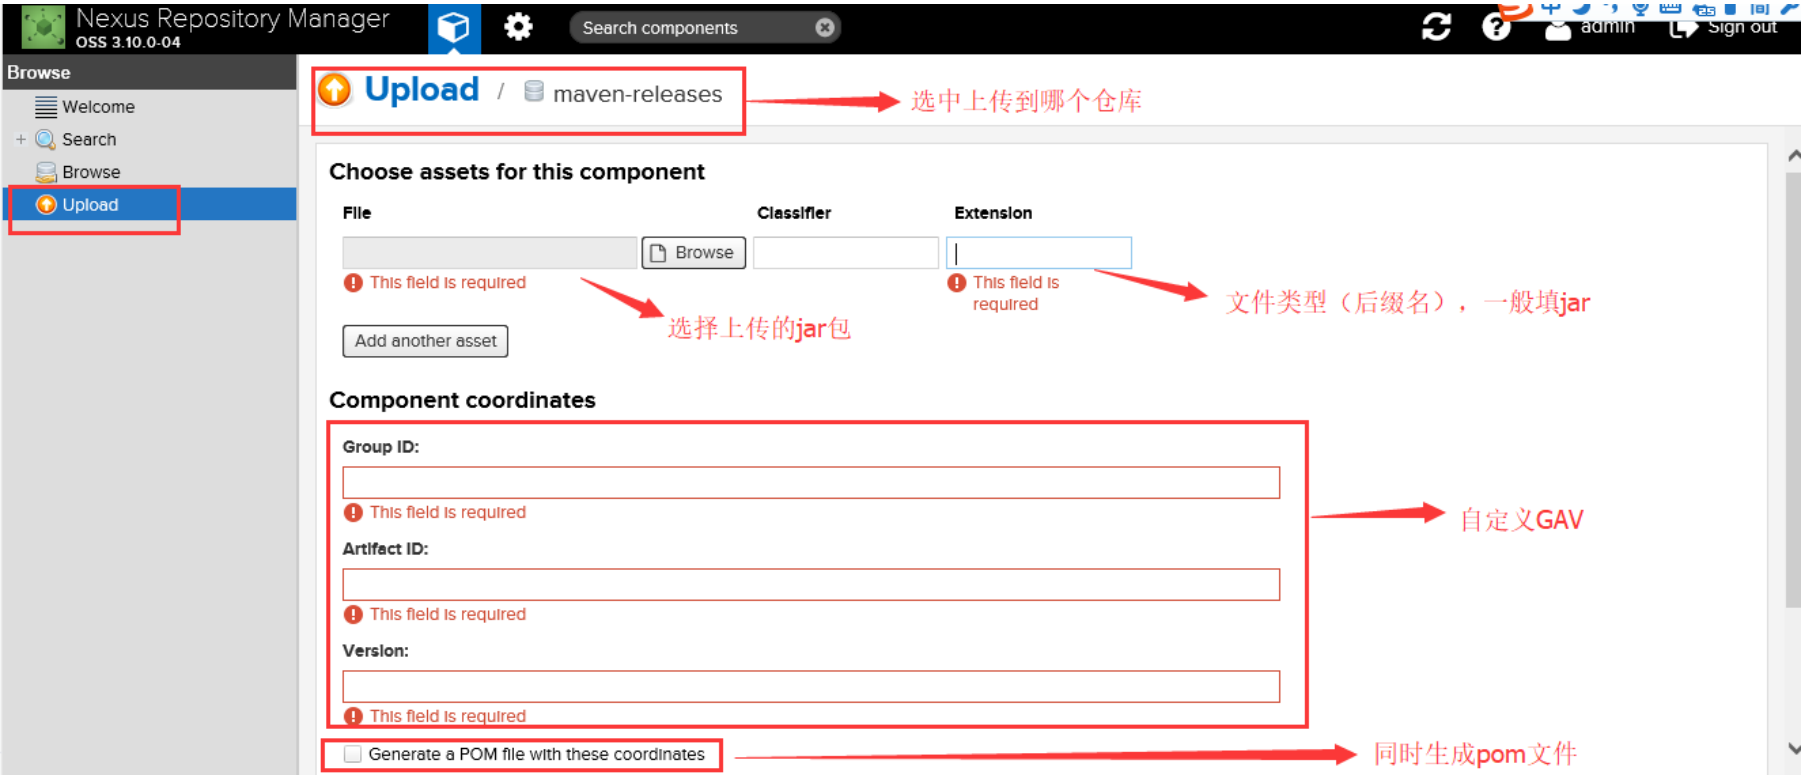 Nexus Repository Manager
OSS 3.10.0-04
Search components
中
简
admin
Sign out
Browse
Welcome
Search
Browse
Upload
Upload / maven-releases
选中上传到哪个仓库
Choose assets for this component
File Classifier Extension
Browse
This field is required
This field is
required
选择上传的jar包
文件类型（后缀名），一般填jar
Add another asset
Component coordinates
Group ID:
This field is required
Artifact ID:
This field is required
Version:
This field is required
自定义GAV
Generate a POM file with these coordinates
同时生成pom文件